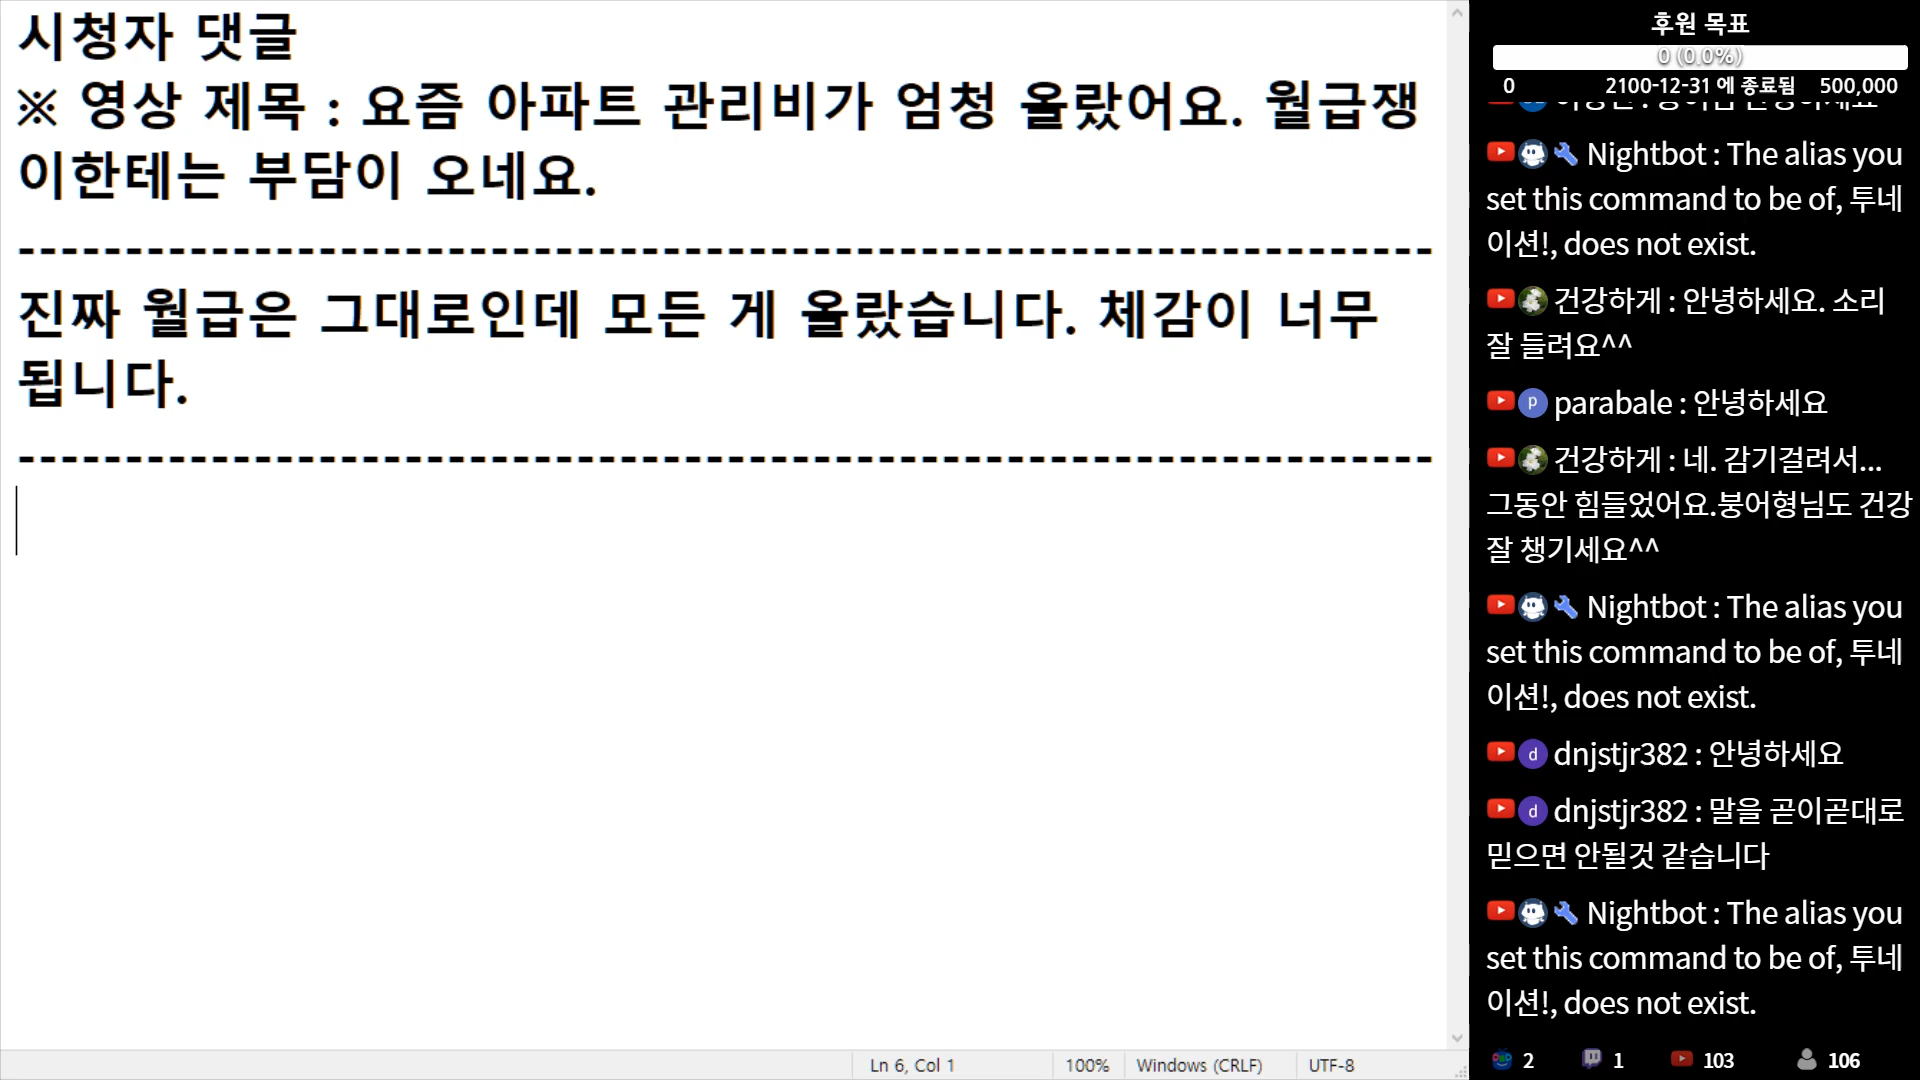 시청자 댓글
※ 영상 제목 : 요즘 아파트 관리비가 엄청 올랐어요. 월급쟁
이한테는 부담이 오네요.
------------------------------------------------------------------
진짜 월급은 그대로인데 모든 게 올랐습니다. 체감이 너무
됩니다.
------------------------------------------------------------------
Ln 6, Col 1
100%
Windows (CRLF)
UTF-8
후원 목표
0 (0.0%)
0 2100-12-31 에 종료됨 500,000
Nightbot : The alias you
set this command to be of, 투네
이션!, does not exist.
건강하게 : 안녕하세요. 소리
잘 들려요^^
p parabale : 안녕하세요
건강하게 : 네. 감기걸려서...
그동안 힘들었어요.붕어형님도 건강
잘 챙기세요^^
Nightbot : The alias you
set this command to be of, 투네
이션!, does not exist.
d dnjstjr382 : 안녕하세요
d dnjstjr382 : 말을 곧이곧대로
믿으면 안될것 같습니다
Nightbot : The alias you
set this command to be of, 투네
이션!, does not exist.
2 1 103 106